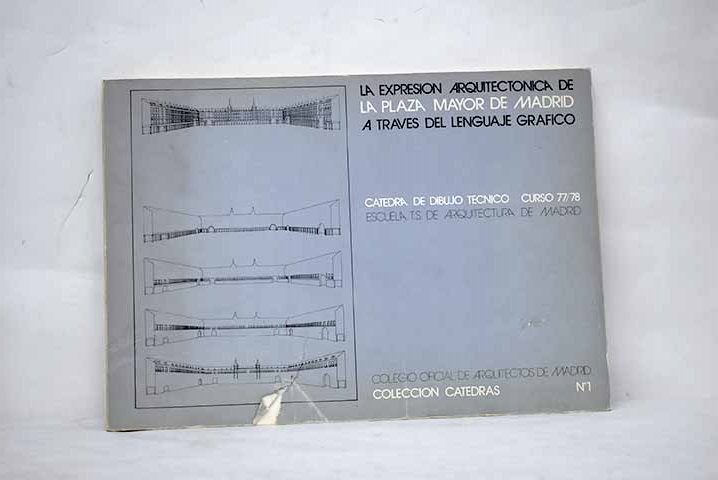 LA EXPRESION ARQUITECTONICA DE
LA PLAZA MAYOR DE MADRID
A TRAVES DEL LENGUAJE GRAFICO
CATEDRA DE DIBUJO TECNICO CURSO 77/78
ESCUELA T.S. DE ARQUITECTURA DE MADRID
COLEGIO OFICIAL DE ARQUITECTOS DE MADRID
COLECCION CATEDRAS Nº1